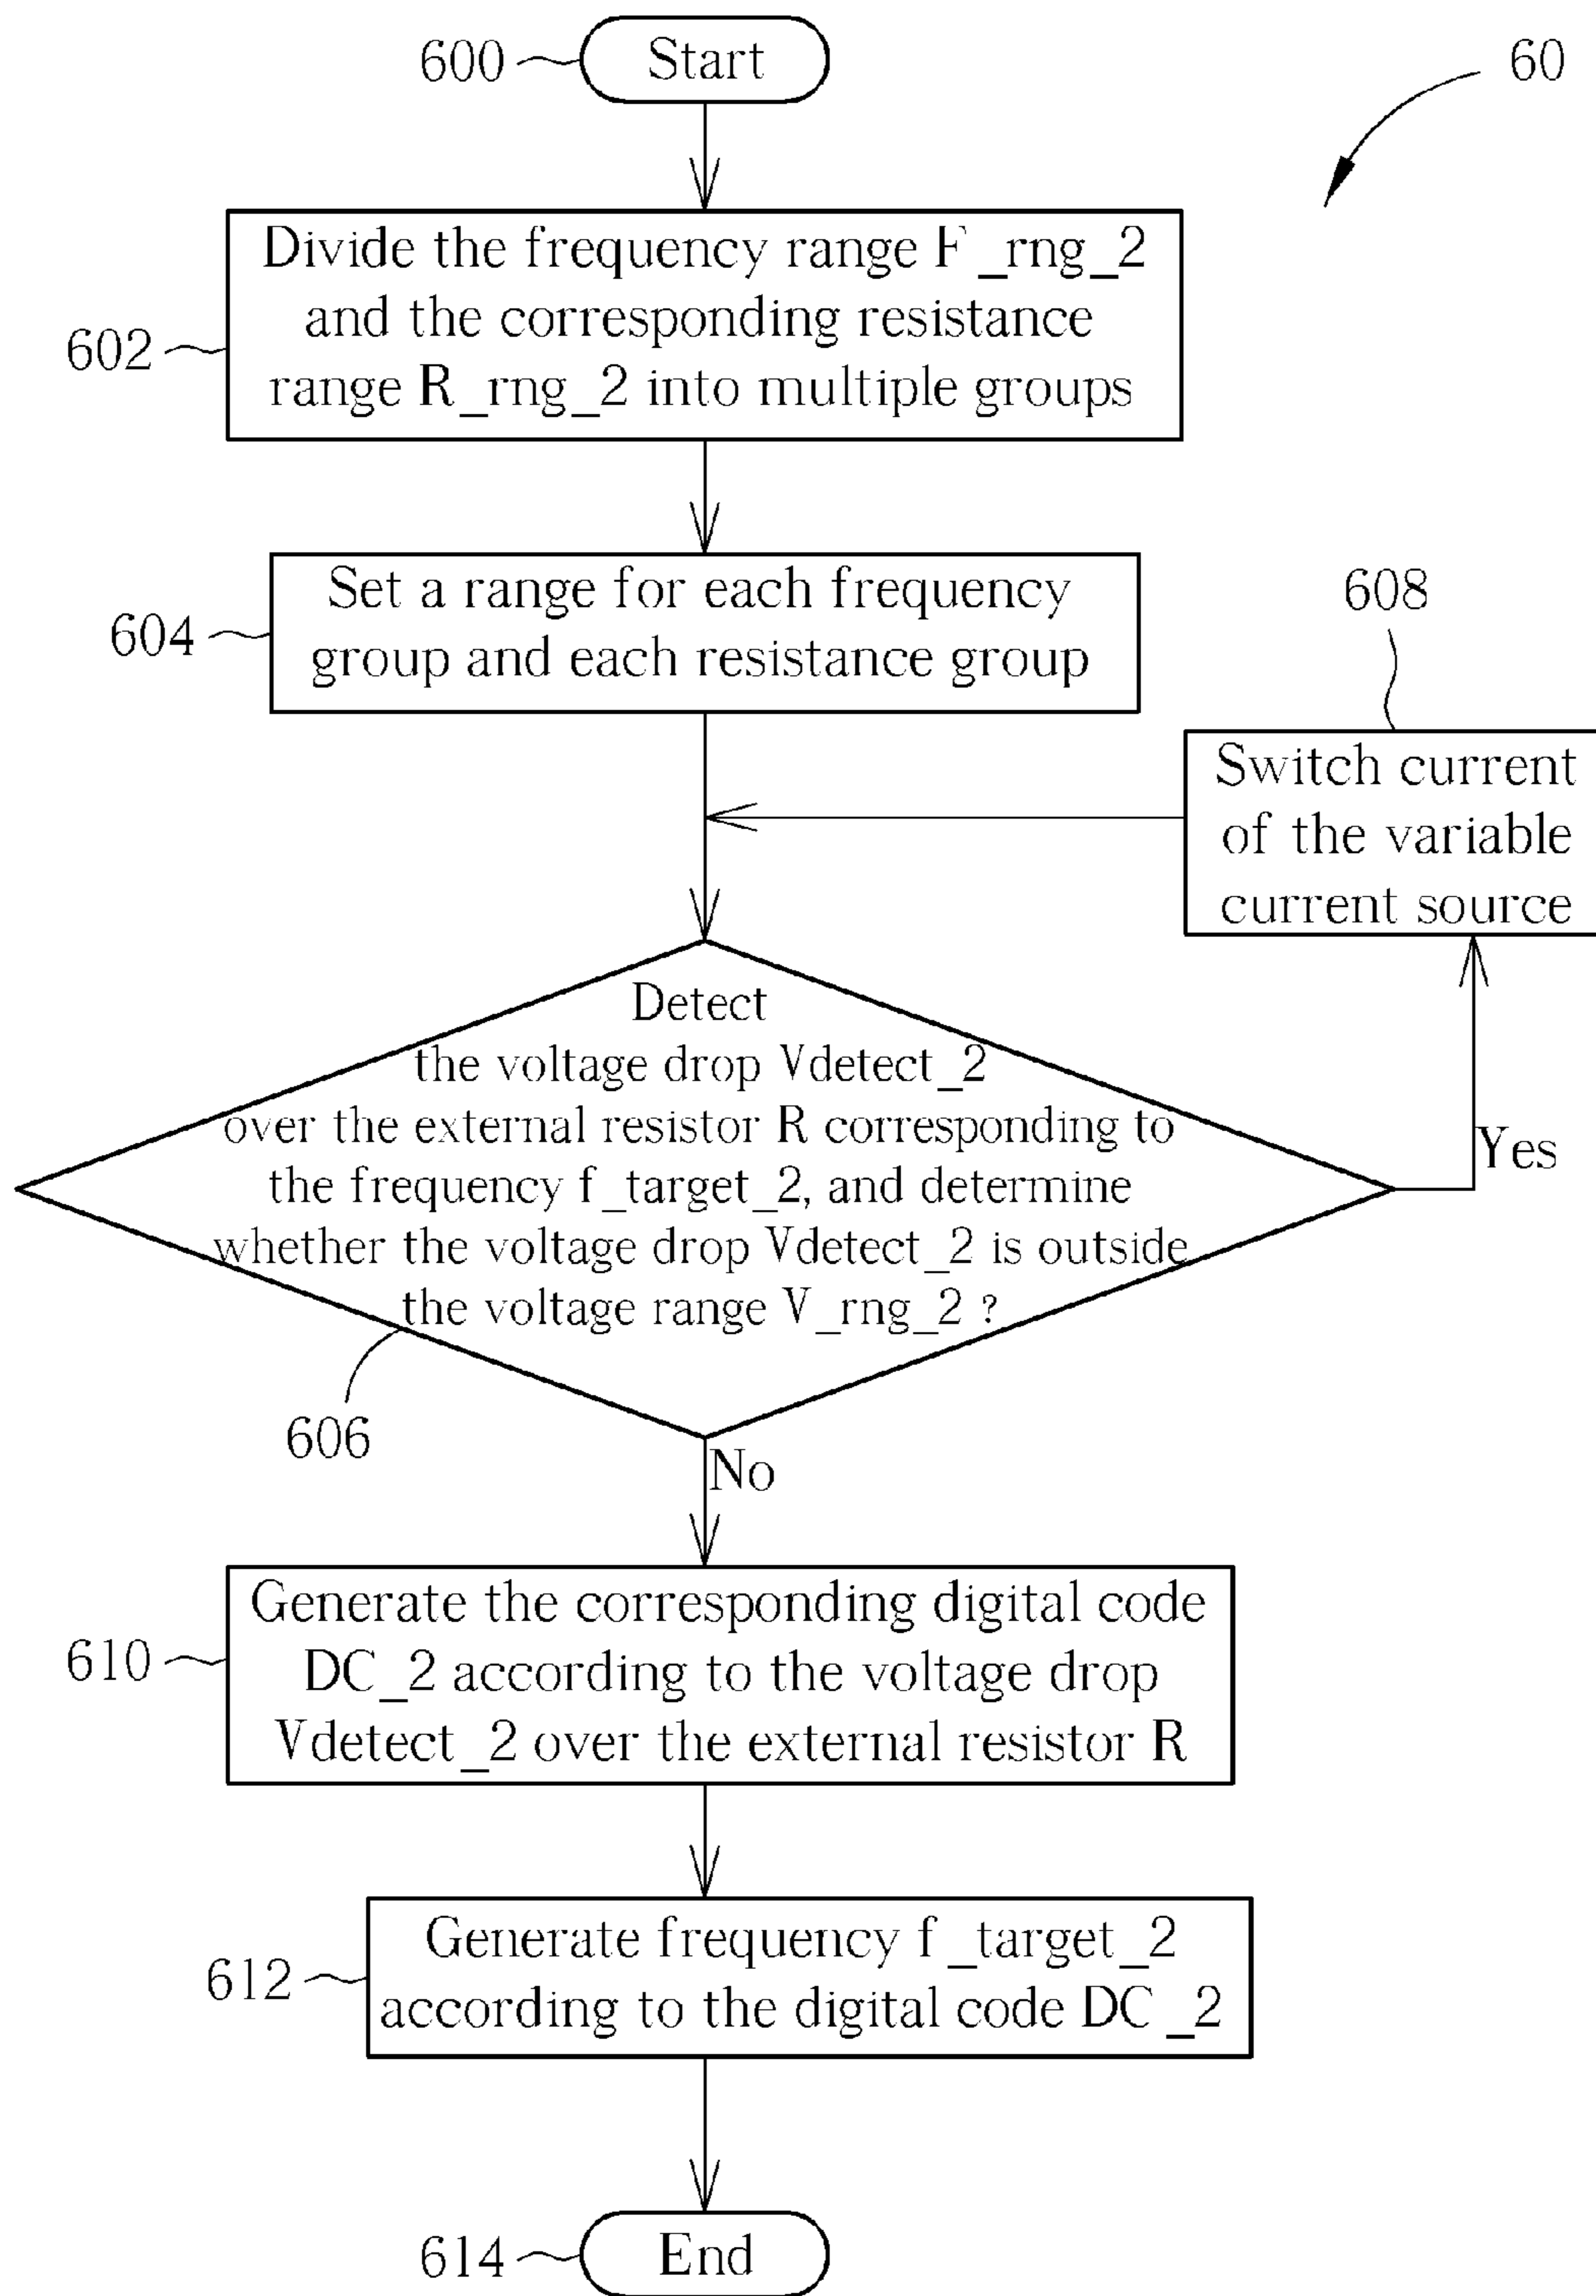 600
Start
60
Divide the frequency range F_rng_2
and the corresponding resistance
range R_rng_2 into multiple groups
602
Set a range for each frequency
group and each resistance group
604
608
Switch current
of the variable
current source
Detect
the voltage drop Vdetect_2
over the external resistor R corresponding to
the frequency f_target_2, and determine
whether the voltage drop Vdetect_2 is outside
the voltage range V_rng_2 ?
Yes
606
No
Generate the corresponding digital code
DC_2 according to the voltage drop
Vdetect_2 over the external resistor R
610
Generate frequency f_target_2
according to the digital code DC_2
612
614
End